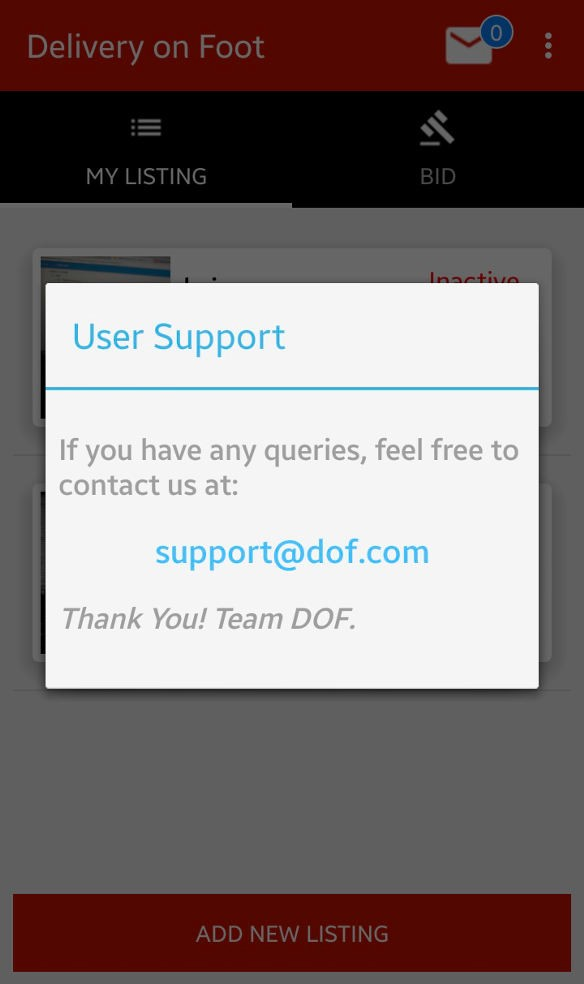 Delivery on Foot
0
MY LISTING
BID
Inactive
User Support
If you have any queries, feel free to
contact us at:
support@dof.com
Thank You! Team DOF.
ADD NEW LISTING